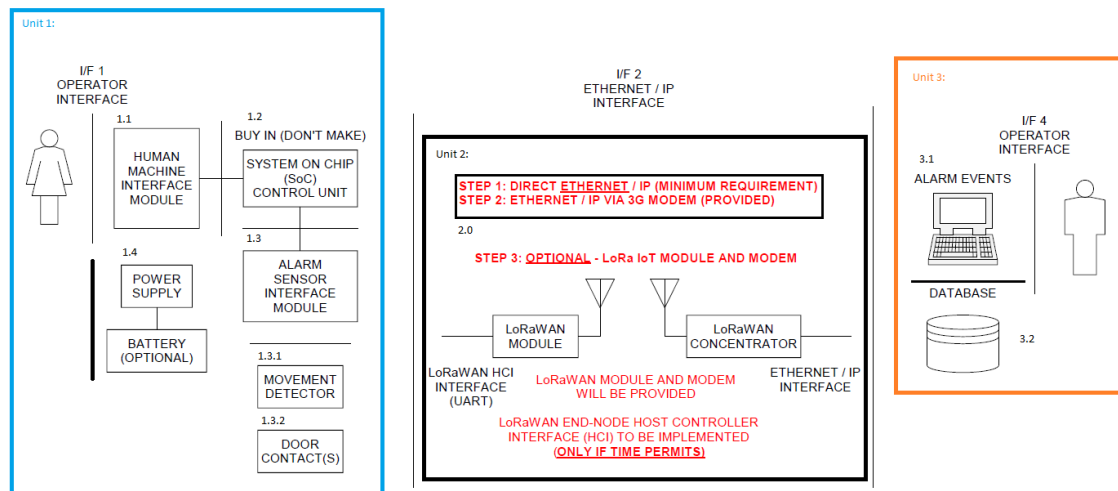 Unit 1:
I/F 1
OPERATOR
INTERFACE
1.1
HUMAN
MACHINE
INTERFACE
MODULE
1.2
BUY IN (DON'T MAKE)
SYSTEM ON CHIP
(SoC)
CONTROL UNIT
1.3
ALARM
SENSOR
INTERFACE
MODULE
1.4
POWER
SUPPLY
BATTERY
(OPTIONAL)
1.3.1
MOVEMENT
DETECTOR
1.3.2
DOOR
CONTACT(S)
I/F 2
ETHERNET / IP
INTERFACE
Unit 2:
STEP 1: DIRECT ETHERNET / IP (MINIMUM REQUIREMENT)
STEP 2: ETHERNET / IP VIA 3G MODEM (PROVIDED)
2.0
STEP 3: OPTIONAL - LoRa IoT MODULE AND MODEM
LoRaWAN
MODULE
LoRaWAN
CONCENTRATOR
LoRaWAN HCI
INTERFACE
(UART)
ETHERNET / IP
INTERFACE
LoRaWAN MODULE AND MODEM
WILL BE PROVIDED
LoRaWAN END-NODE HOST CONTROLLER
INTERFACE (HCI) TO BE IMPLEMENTED
(ONLY IF TIME PERMITS)
Unit 3:
I/F 4
OPERATOR
INTERFACE
3.1
ALARM EVENTS
DATABASE
3.2